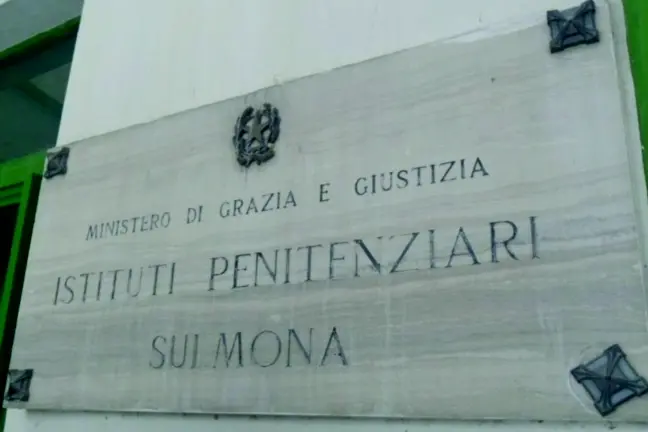 MINISTERO DI GRAZIA E GIUSTIZIA
ISTITUTI PENITENZIARI
SULMONA